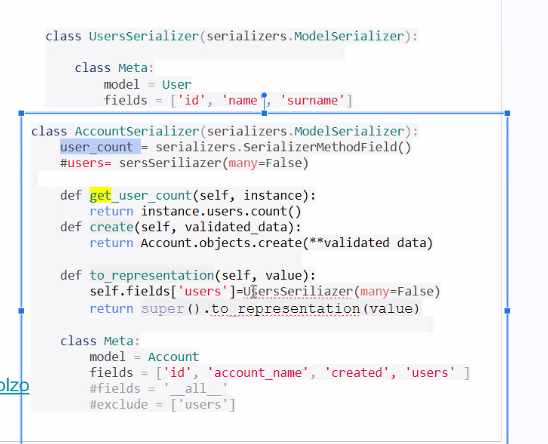 class UsersSerializer(serializers.ModelSerializer):
class Meta:
model = User
fields = ['id', 'name', 'surname']
class AccountSerializer(serializers.ModelSerializer):
user_count = serializers.SerializerMethodField()
#users= sersSeriliazer(many=False)
def get_user_count(self, instance):
return instance.users.count()
def create(self, validated_data):
return Account.objects.create(**validated data)
def to_representation(self, value):
self.fields['users']=UsersSeriliazer(many=False)
return super().to_representation(value)
class Meta:
model = Account
fields = ['id', 'account_name', 'created', 'users' ]
olzo
#fields = '__all__'
#exclude = ['users']